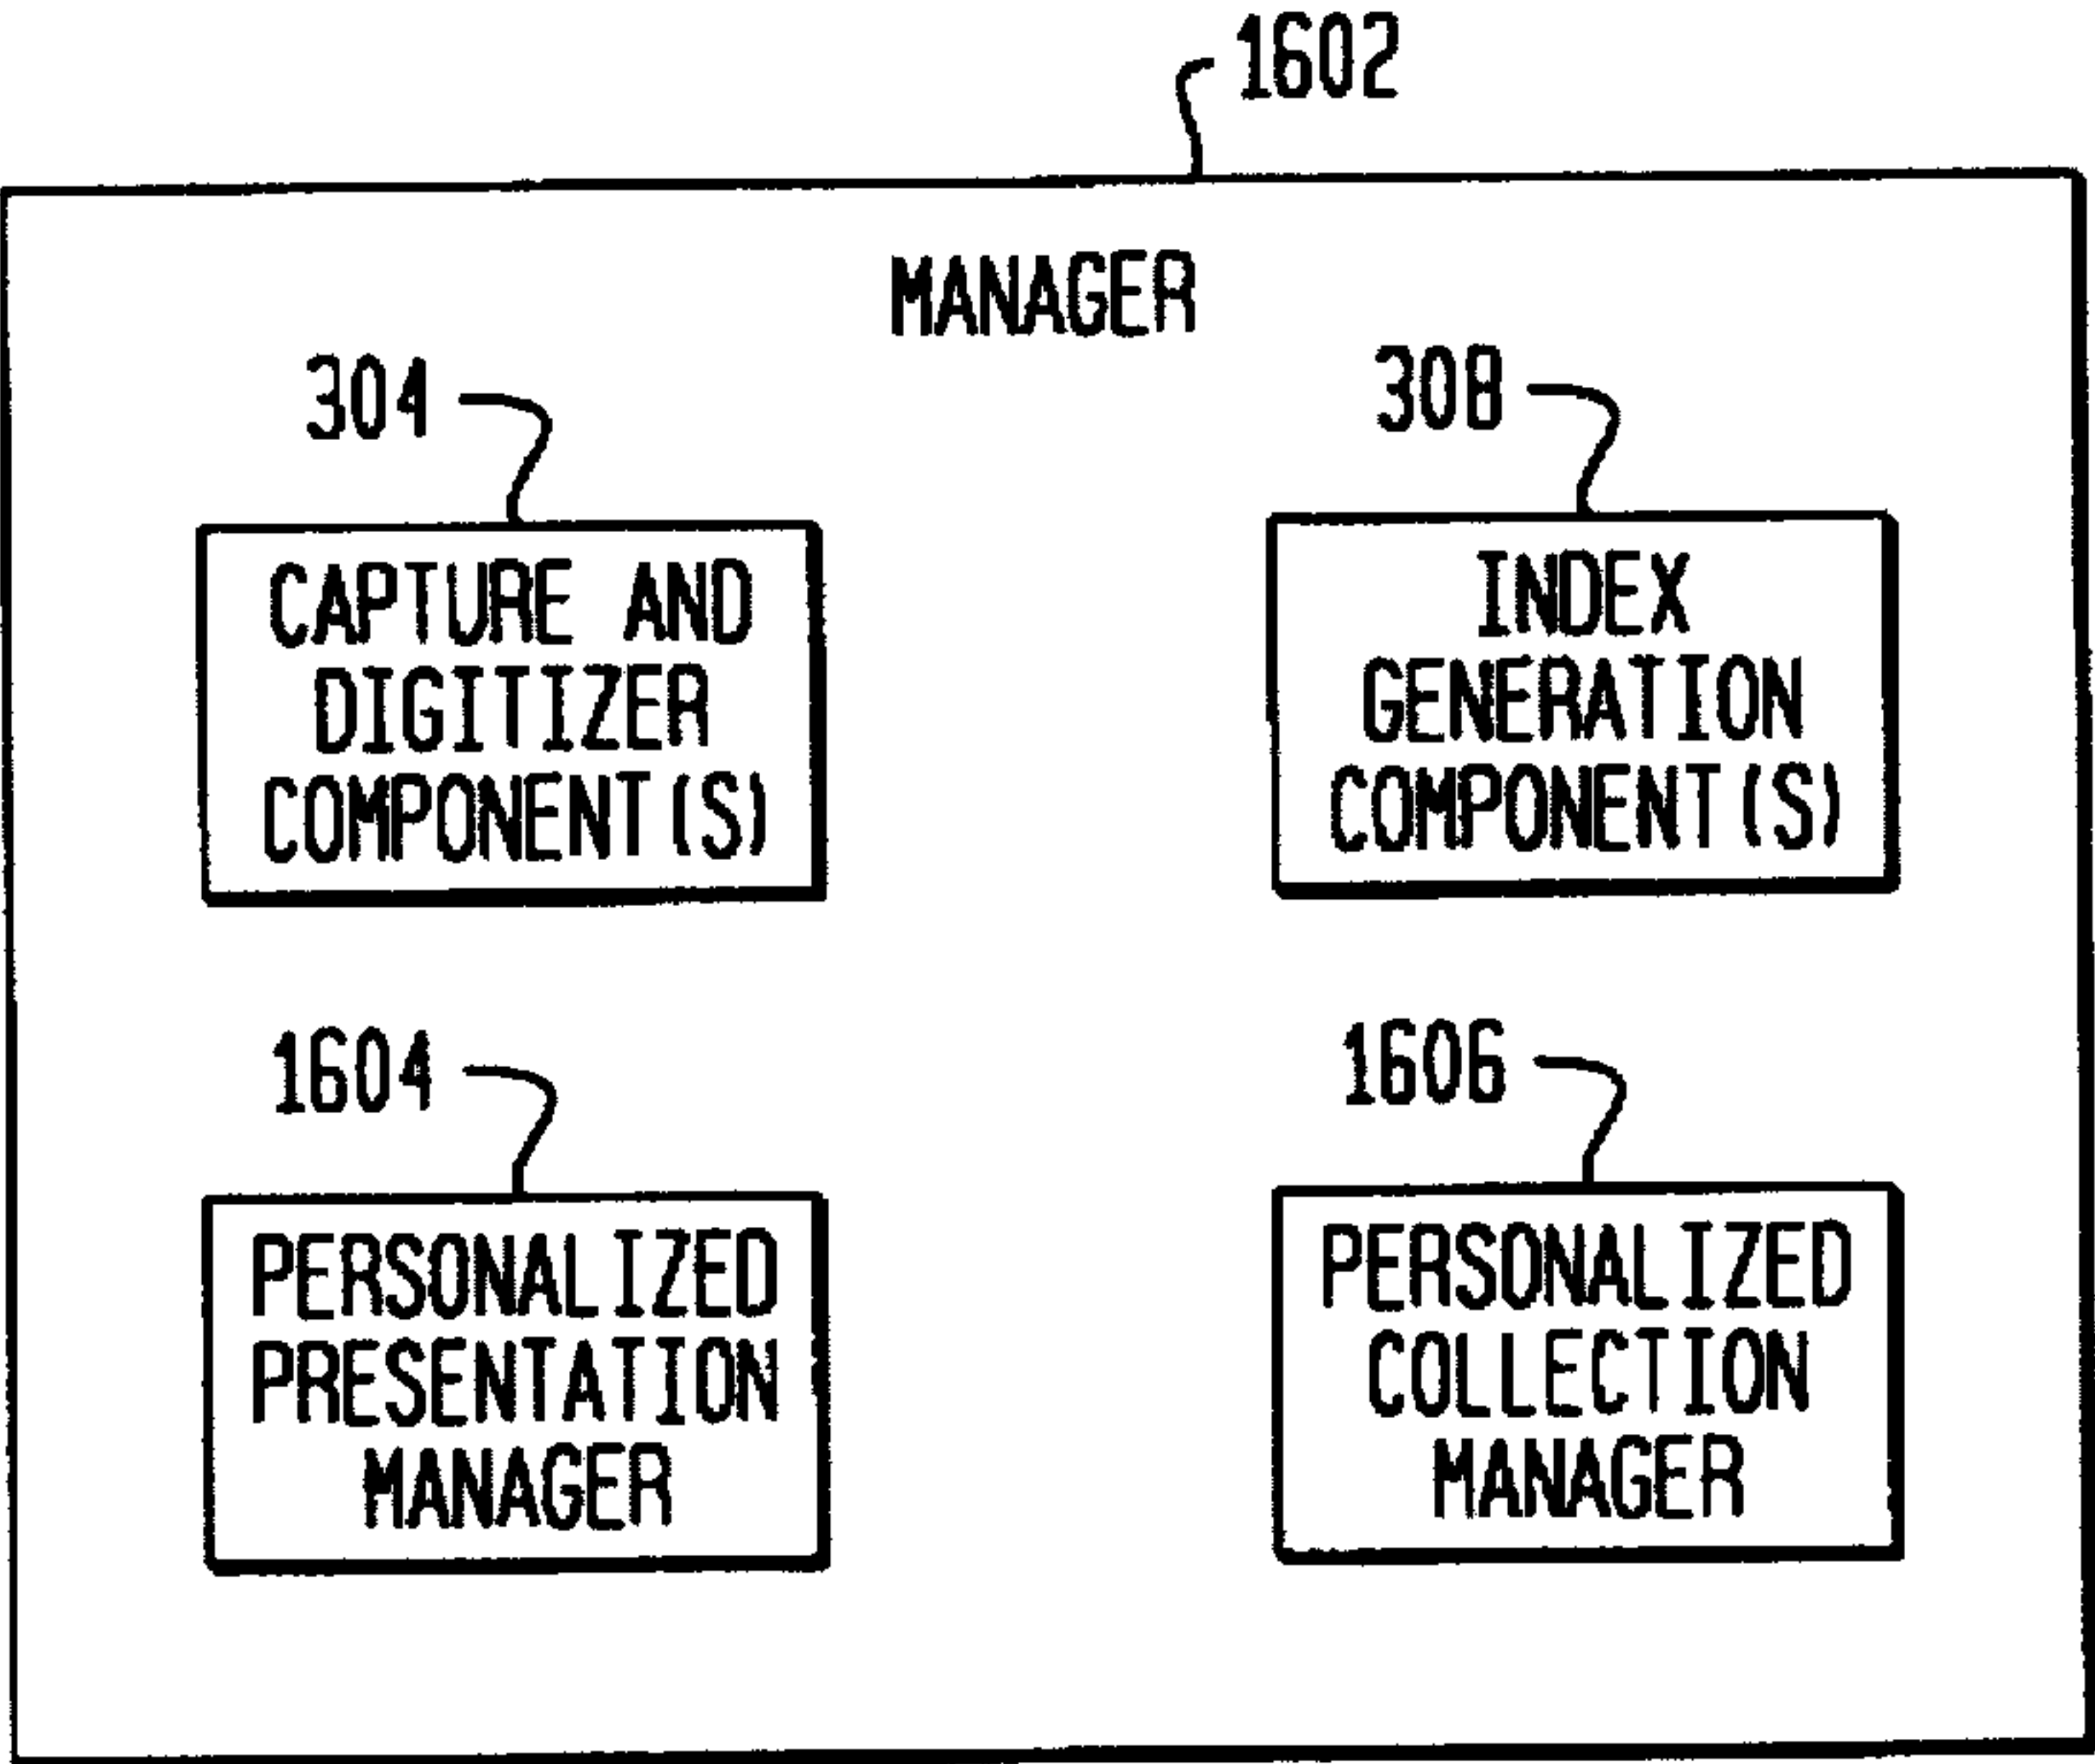 1602
MANAGER
304
308
CAPTURE AND
DIGITIZER
COMPONENT(S)
INDEX
GENERATION
COMPONENT(S)
1604
1606
PERSONALIZED
PRESENTATION
MANAGER
PERSONALIZED
COLLECTION
MANAGER